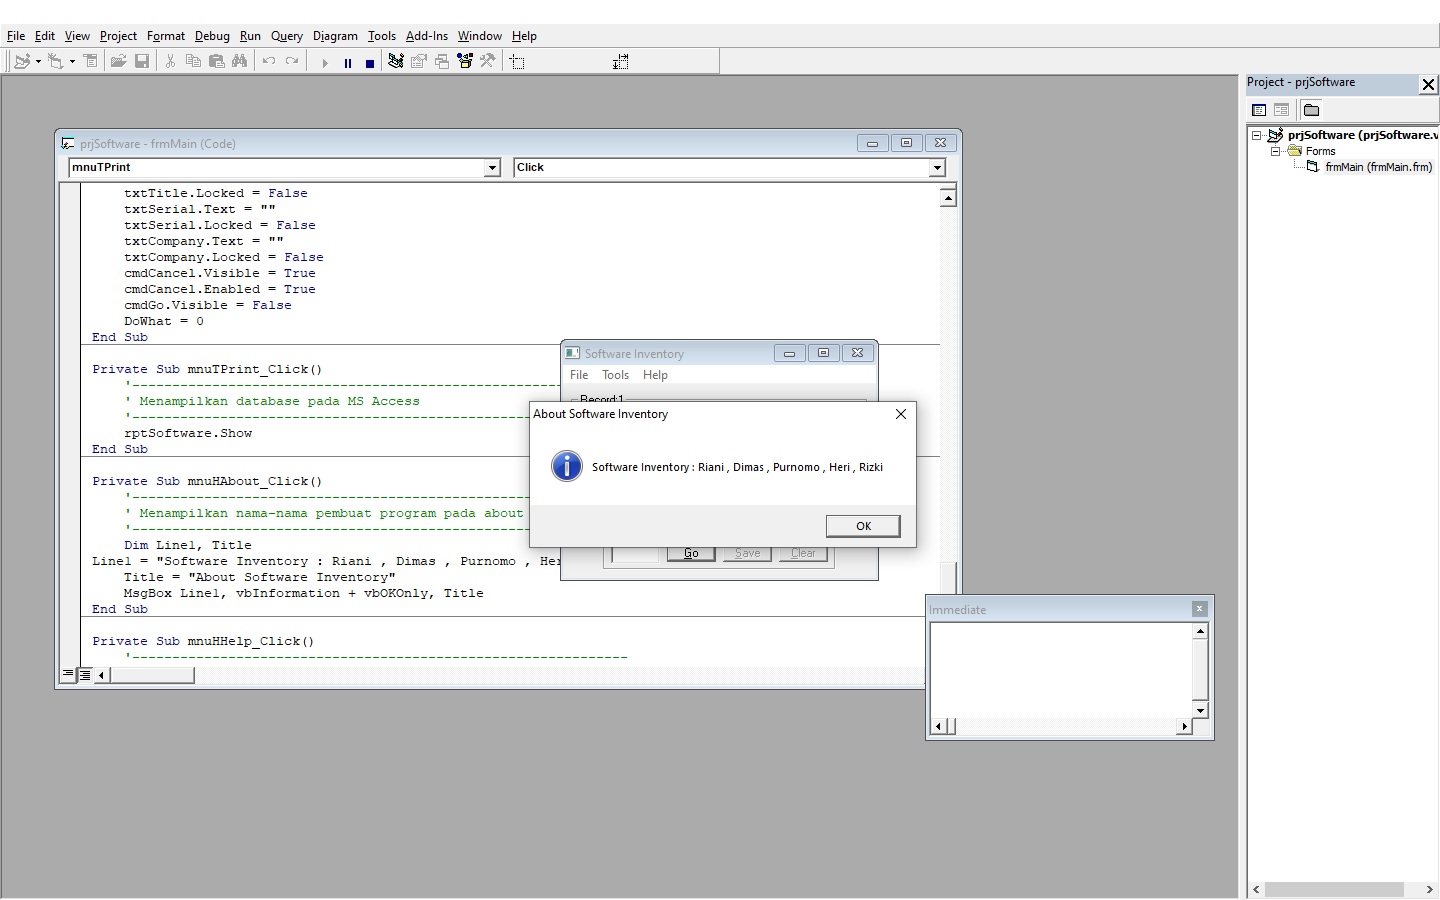 File Edit View Project Format Debug Run Query Diagram Tools Add-Ins Window Help
Project - prjSoftware
prjSoftware (prjSoftware.v
Forms
frmMain (frmMain.frm)
prjSoftware - frmMain (Code)
mnuTPrint Click
txtTitle.Locked = False
txtSerial.Text = ""
txtSerial.Locked = False
txtCompany.Text = ""
txtCompany.Locked = False
cmdCancel.Visible = True
cmdCancel.Enabled = True
cmdGo.Visible = False
DoWhat = 0
End Sub
Private Sub mnuTPrint_Click()
'------------------------------------------------------
' Menampilkan database pada MS Access
'------------------------------------------------------
rptSoftware.Show
End Sub
Private Sub mnuHAbout_Click()
'--------------------------------------------------
' Menampilkan nama-nama pembuat program pada about
'--------------------------------------------------
Dim Line1, Title
Line1 = "Software Inventory : Riani , Dimas , Purnomo , Her
Title = "About Software Inventory"
MsgBox Line1, vbInformation + vbOKOnly, Title
End Sub
Private Sub mnuHHelp_Click()
'--------------------------------------------------------------
Software Inventory
File Tools Help
Record:1
About Software Inventory
Software Inventory : Riani , Dimas , Purnomo , Heri , Rizki
OK
Go Save Clear
Immediate